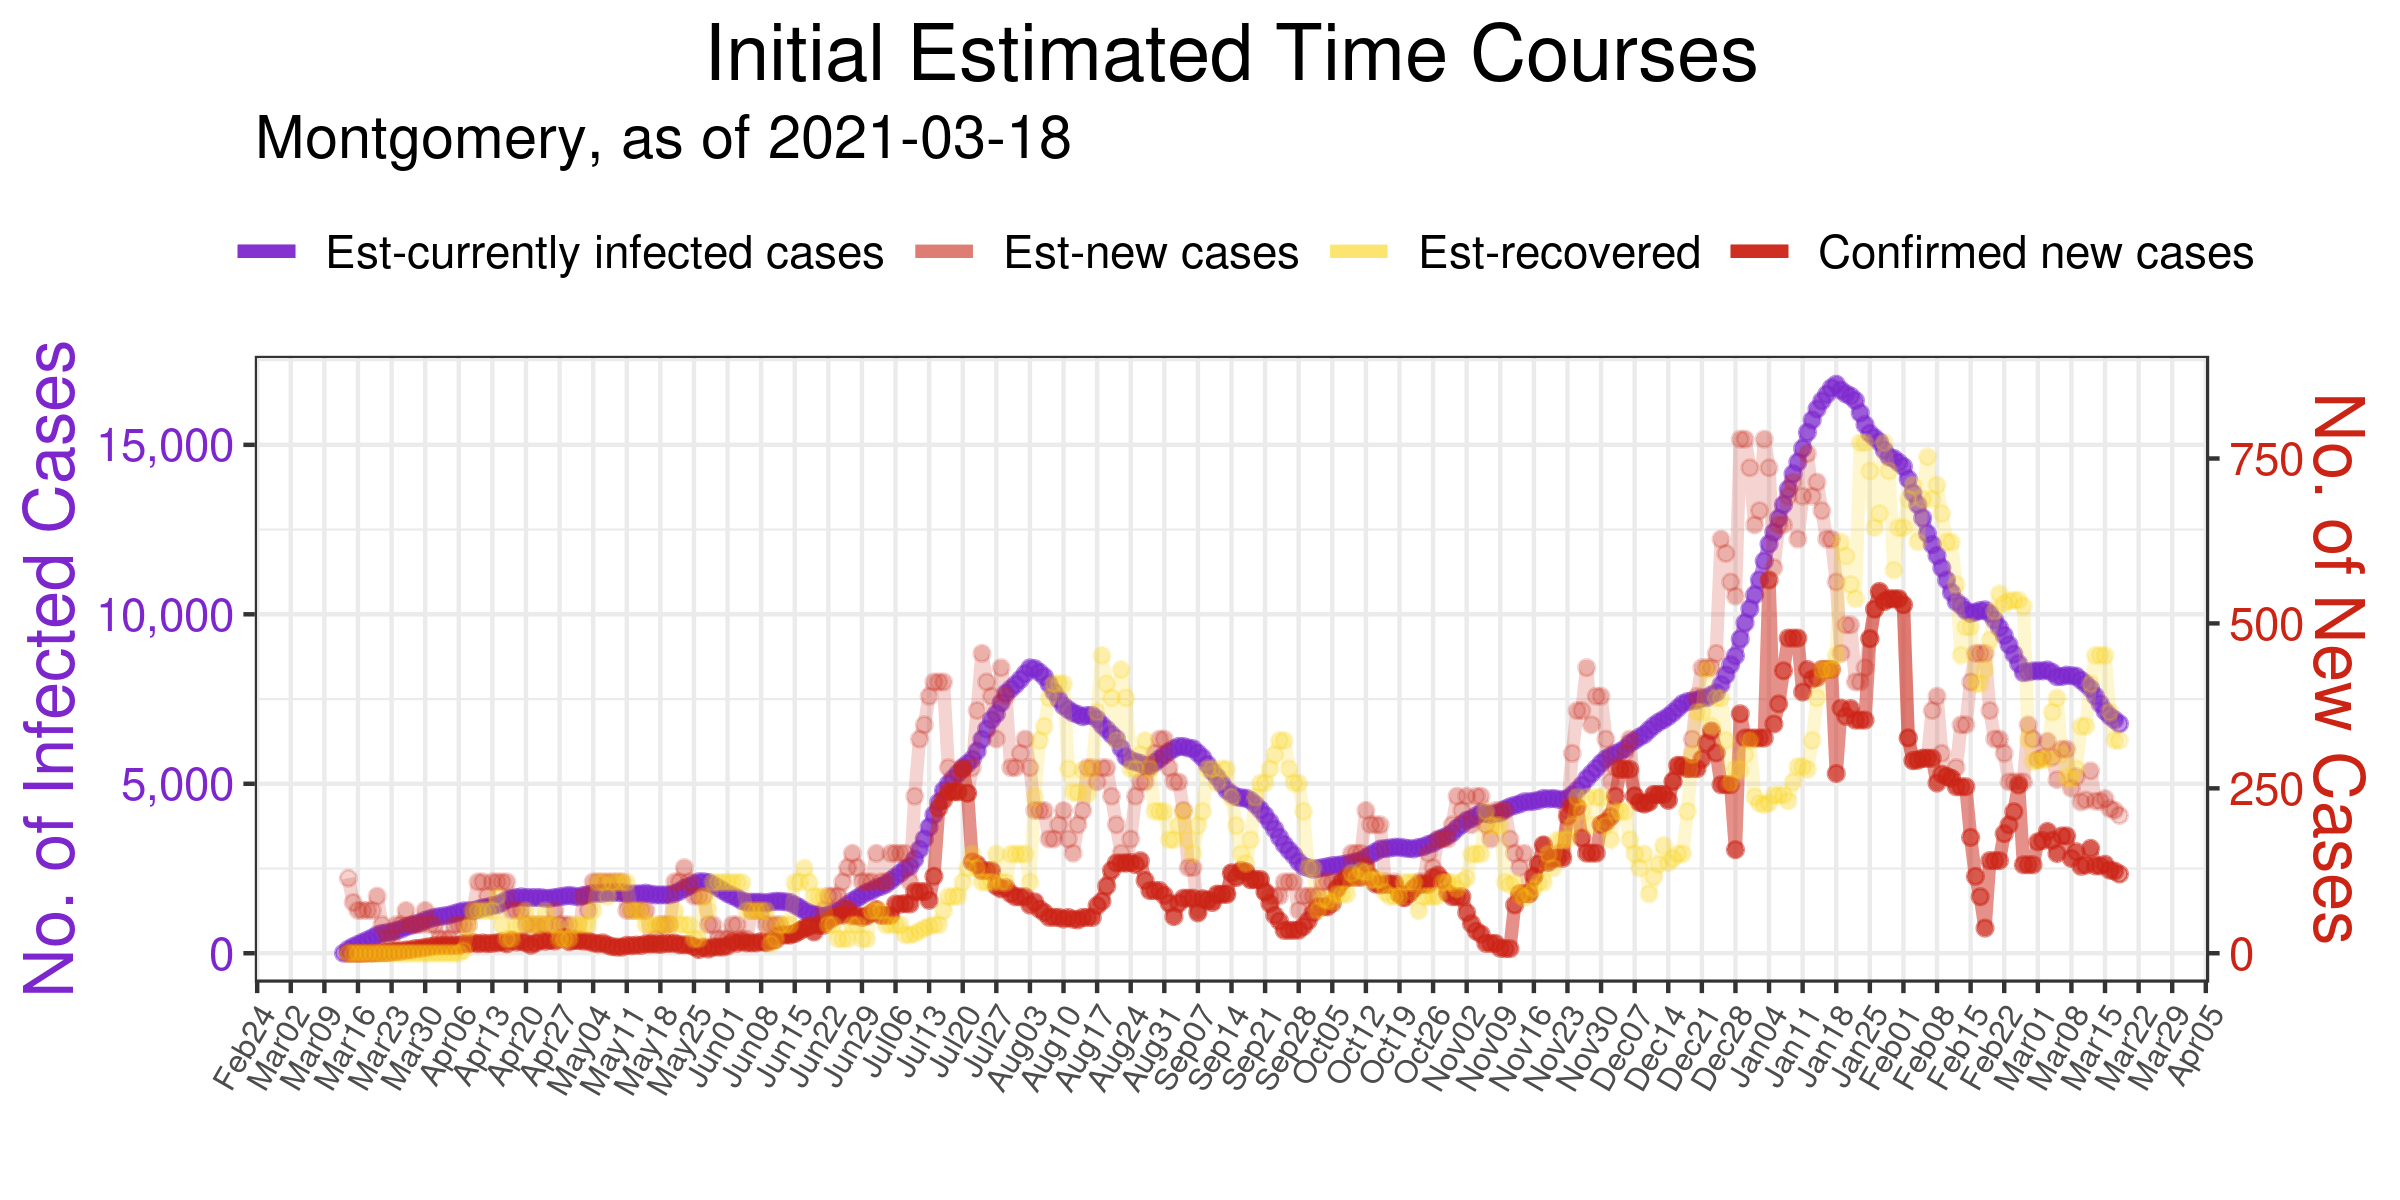 Initial Estimated Time Courses
Montgomery, as of 2021-03-18
Est-currently infected cases Est-new cases Est-recovered Confirmed new cases
No. of Infected Cases
15,000
10,000
5,000
0
No. of New Cases
750
500
250
0
Feb24 Mar02 Mar09 Mar16 Mar23 Mar30 Apr06 Apr13 Apr20 Apr27 May04 May11 May18 May25 Jun01 Jun08 Jun15 Jun22 Jun29 Jul06 Jul13 Jul20 Jul27 Aug03 Aug10 Aug17 Aug24 Aug31 Sep07 Sep14 Sep21 Sep28 Oct05 Oct12 Oct19 Oct26 Nov02 Nov09 Nov16 Nov23 Nov30 Dec07 Dec14 Dec21 Dec28 Jan04 Jan11 Jan18 Jan25 Feb01 Feb08 Feb15 Feb22 Mar01 Mar08 Mar15 Mar22 Mar29 Apr05